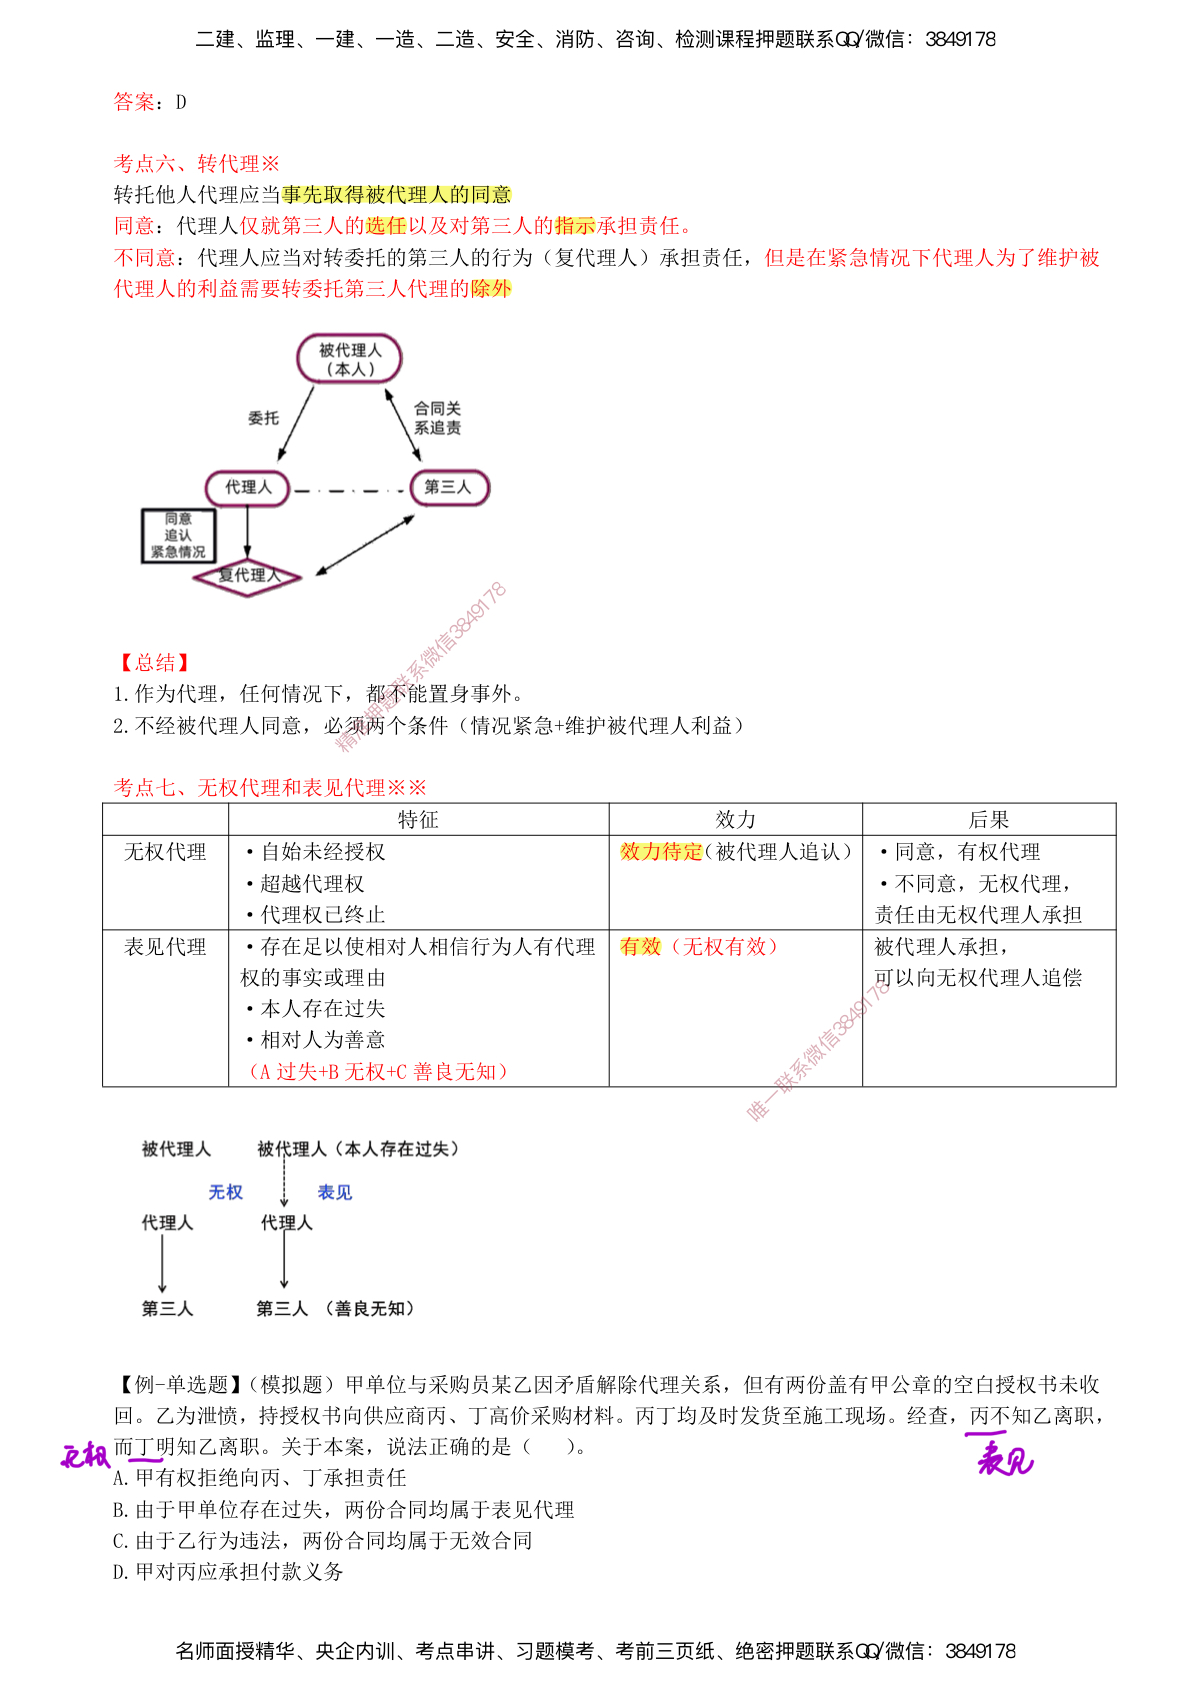 二建、监理、一建、一造、二造、安全、消防、咨询、检测课程押题联系QQ/微信：3849178
答案：D
考点六、转代理※
转托他人代理应当事先取得被代理人的同意
同意：代理人仅就第三人的选任以及对第三人的指示承担责任。
不同意：代理人应当对转委托的第三人的行为（复代理人）承担责任，但是在紧急情况下代理人为了维护被
代理人的利益需要转委托第三人代理的除外
被代理人
（本人）
委托
合同关
系追责
代理人
第三人
同意
追认
紧急情况
复代理人
精准押题联系微信3849178
【总结】
1.作为代理，任何情况下，都不能置身事外。
2.不经被代理人同意，必须两个条件（情况紧急+维护被代理人利益）
考点七、无权代理和表见代理※※
特征 效力 后果
无权代理 ·自始未经授权 效力待定（被代理人追认） ·同意，有权代理
·超越代理权 ·不同意，无权代理，
·代理权已终止 责任由无权代理人承担
表见代理 ·存在足以使相对人相信行为人有代理 有效（无权有效） 被代理人承担，
权的事实或理由 可以向无权代理人追偿
·本人存在过失
·相对人为善意
（A 过失+B 无权+C 善良无知）
唯一联系微信3849178
被代理人 被代理人（本人存在过失）
无权 表见
代理人 代理人
第三人 第三人 （善良无知）
【例-单选题】（模拟题）甲单位与采购员某乙因矛盾解除代理关系，但有两份盖有甲公章的空白授权书未收
回。乙为泄愤，持授权书向供应商丙、丁高价采购材料。丙丁均及时发货至施工现场。经查，丙不知乙离职，
无权 而丁明知乙离职。关于本案，说法正确的是（ ）。 表见
A.甲有权拒绝向丙、丁承担责任
B.由于甲单位存在过失，两份合同均属于表见代理
C.由于乙行为违法，两份合同均属于无效合同
D.甲对丙应承担付款义务
名师面授精华、央企内训、考点串讲、习题模考、考前三页纸、绝密押题联系QQ/微信：3849178